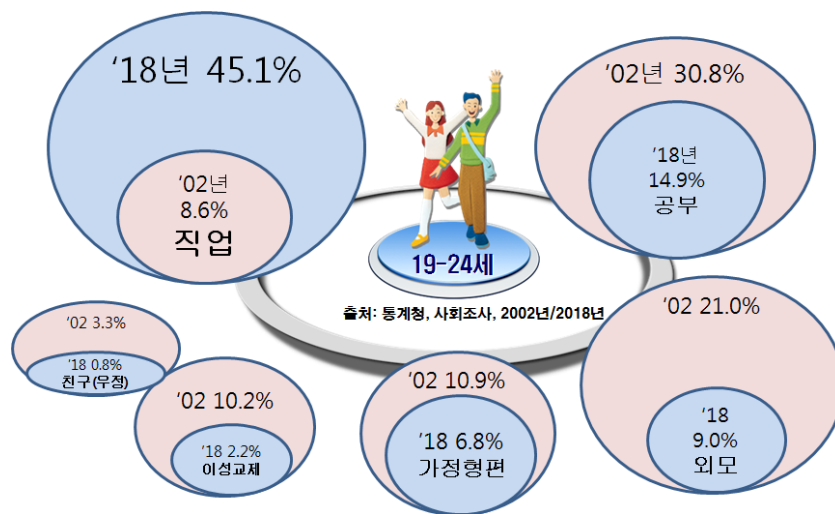 ‘18년 45.1%
‘02년
8.6%
직업
‘02년 30.8%
‘18년
14.9%
공부
19-24세
출처: 통계청, 사회조사, 2002년/2018년
‘02 3.3%
‘18 0.8%
친구(우정)
‘02 10.2%
‘18 2.2%
이성교제
‘02 10.9%
‘18 6.8%
가정형편
‘02 21.0%
‘18
9.0%
외모